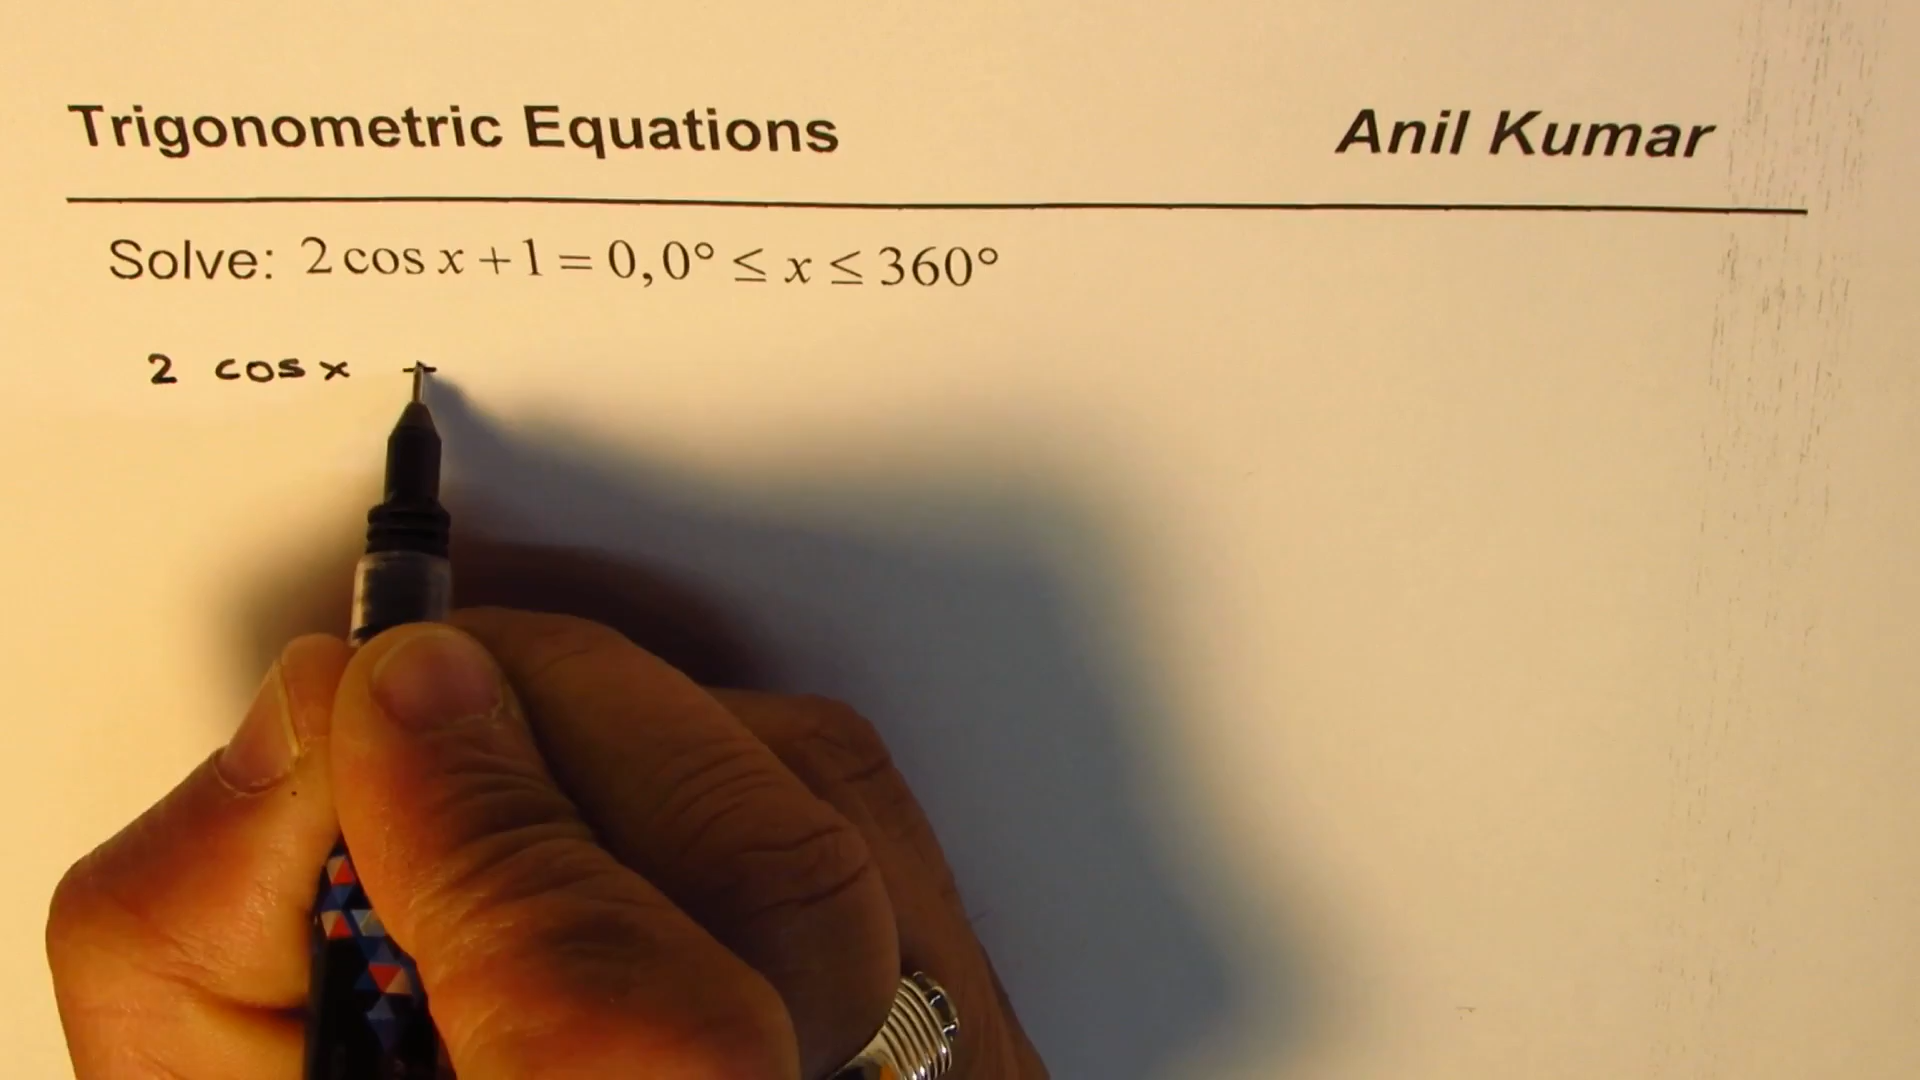 Trigonometric Equations Anil Kumar
Solve: 2 cos x + 1 = 0, 0° ≤ x ≤ 360°
2 cos x +